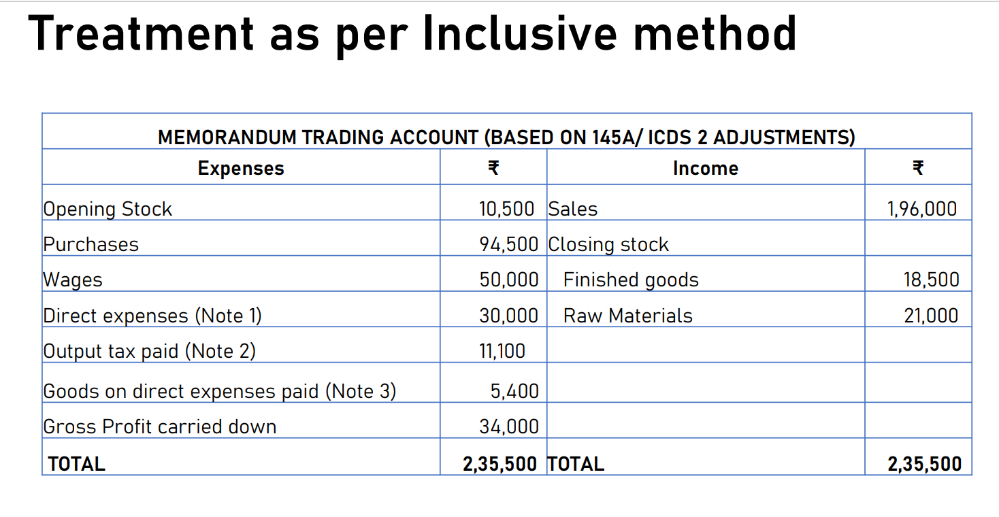 Treatment as per Inclusive method
MEMORANDUM TRADING ACCOUNT (BASED ON 145A/ ICDS 2 ADJUSTMENTS)
Expenses ₹ Income ₹
Opening Stock 10,500 Sales 1,96,000
Purchases 94,500 Closing stock
Wages 50,000 Finished goods 18,500
Direct expenses (Note 1) 30,000 Raw Materials 21,000
Output tax paid (Note 2) 11,100
Goods on direct expenses paid (Note 3) 5,400
Gross Profit carried down 34,000
TOTAL 2,35,500 TOTAL 2,35,500